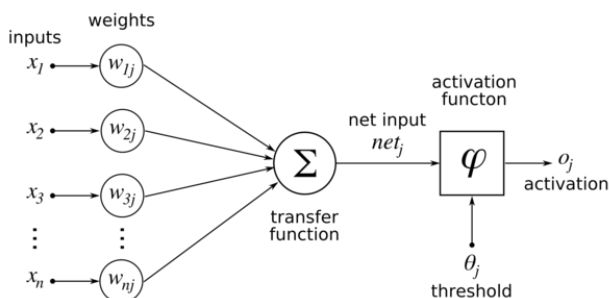 weights
inputs
x₁ w₁ⱼ
activation
functon
x₂ w₂ⱼ
net input
netⱼ
Σ
φ
oⱼ
activation
x₃ w₃ⱼ
transfer
function
⋮ ⋮
θⱼ
threshold
xₙ wₙⱼ